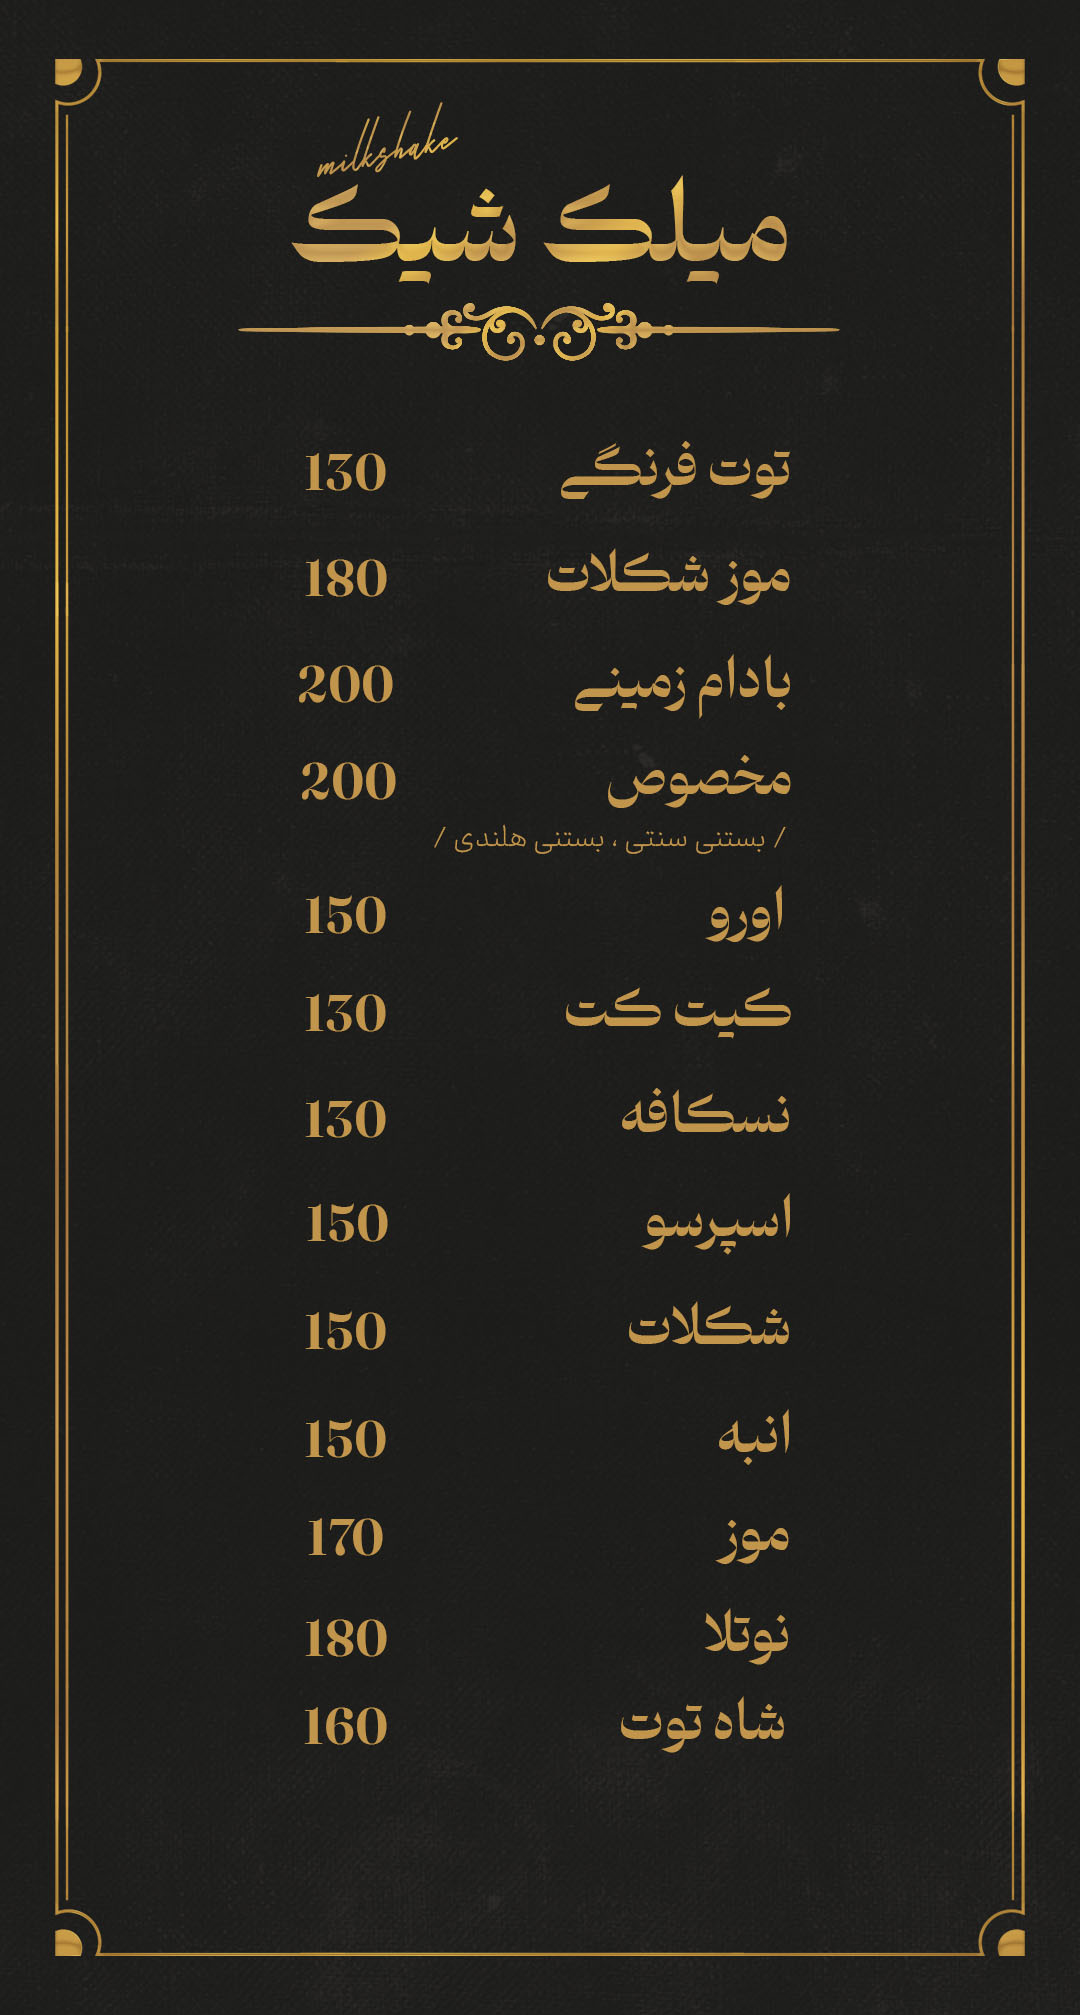 milkshake
میلک شیک
توت فرنگی 130
موز شکلات 180
بادام زمینی 200
مخصوص 200
/ بستنی سنتی ، بستنی هلندی /
اورو 150
کیت کت 130
نسکافه 130
اسپرسو 150
شکلات 150
انبه 150
موز 170
نوتلا 180
شاه توت 160